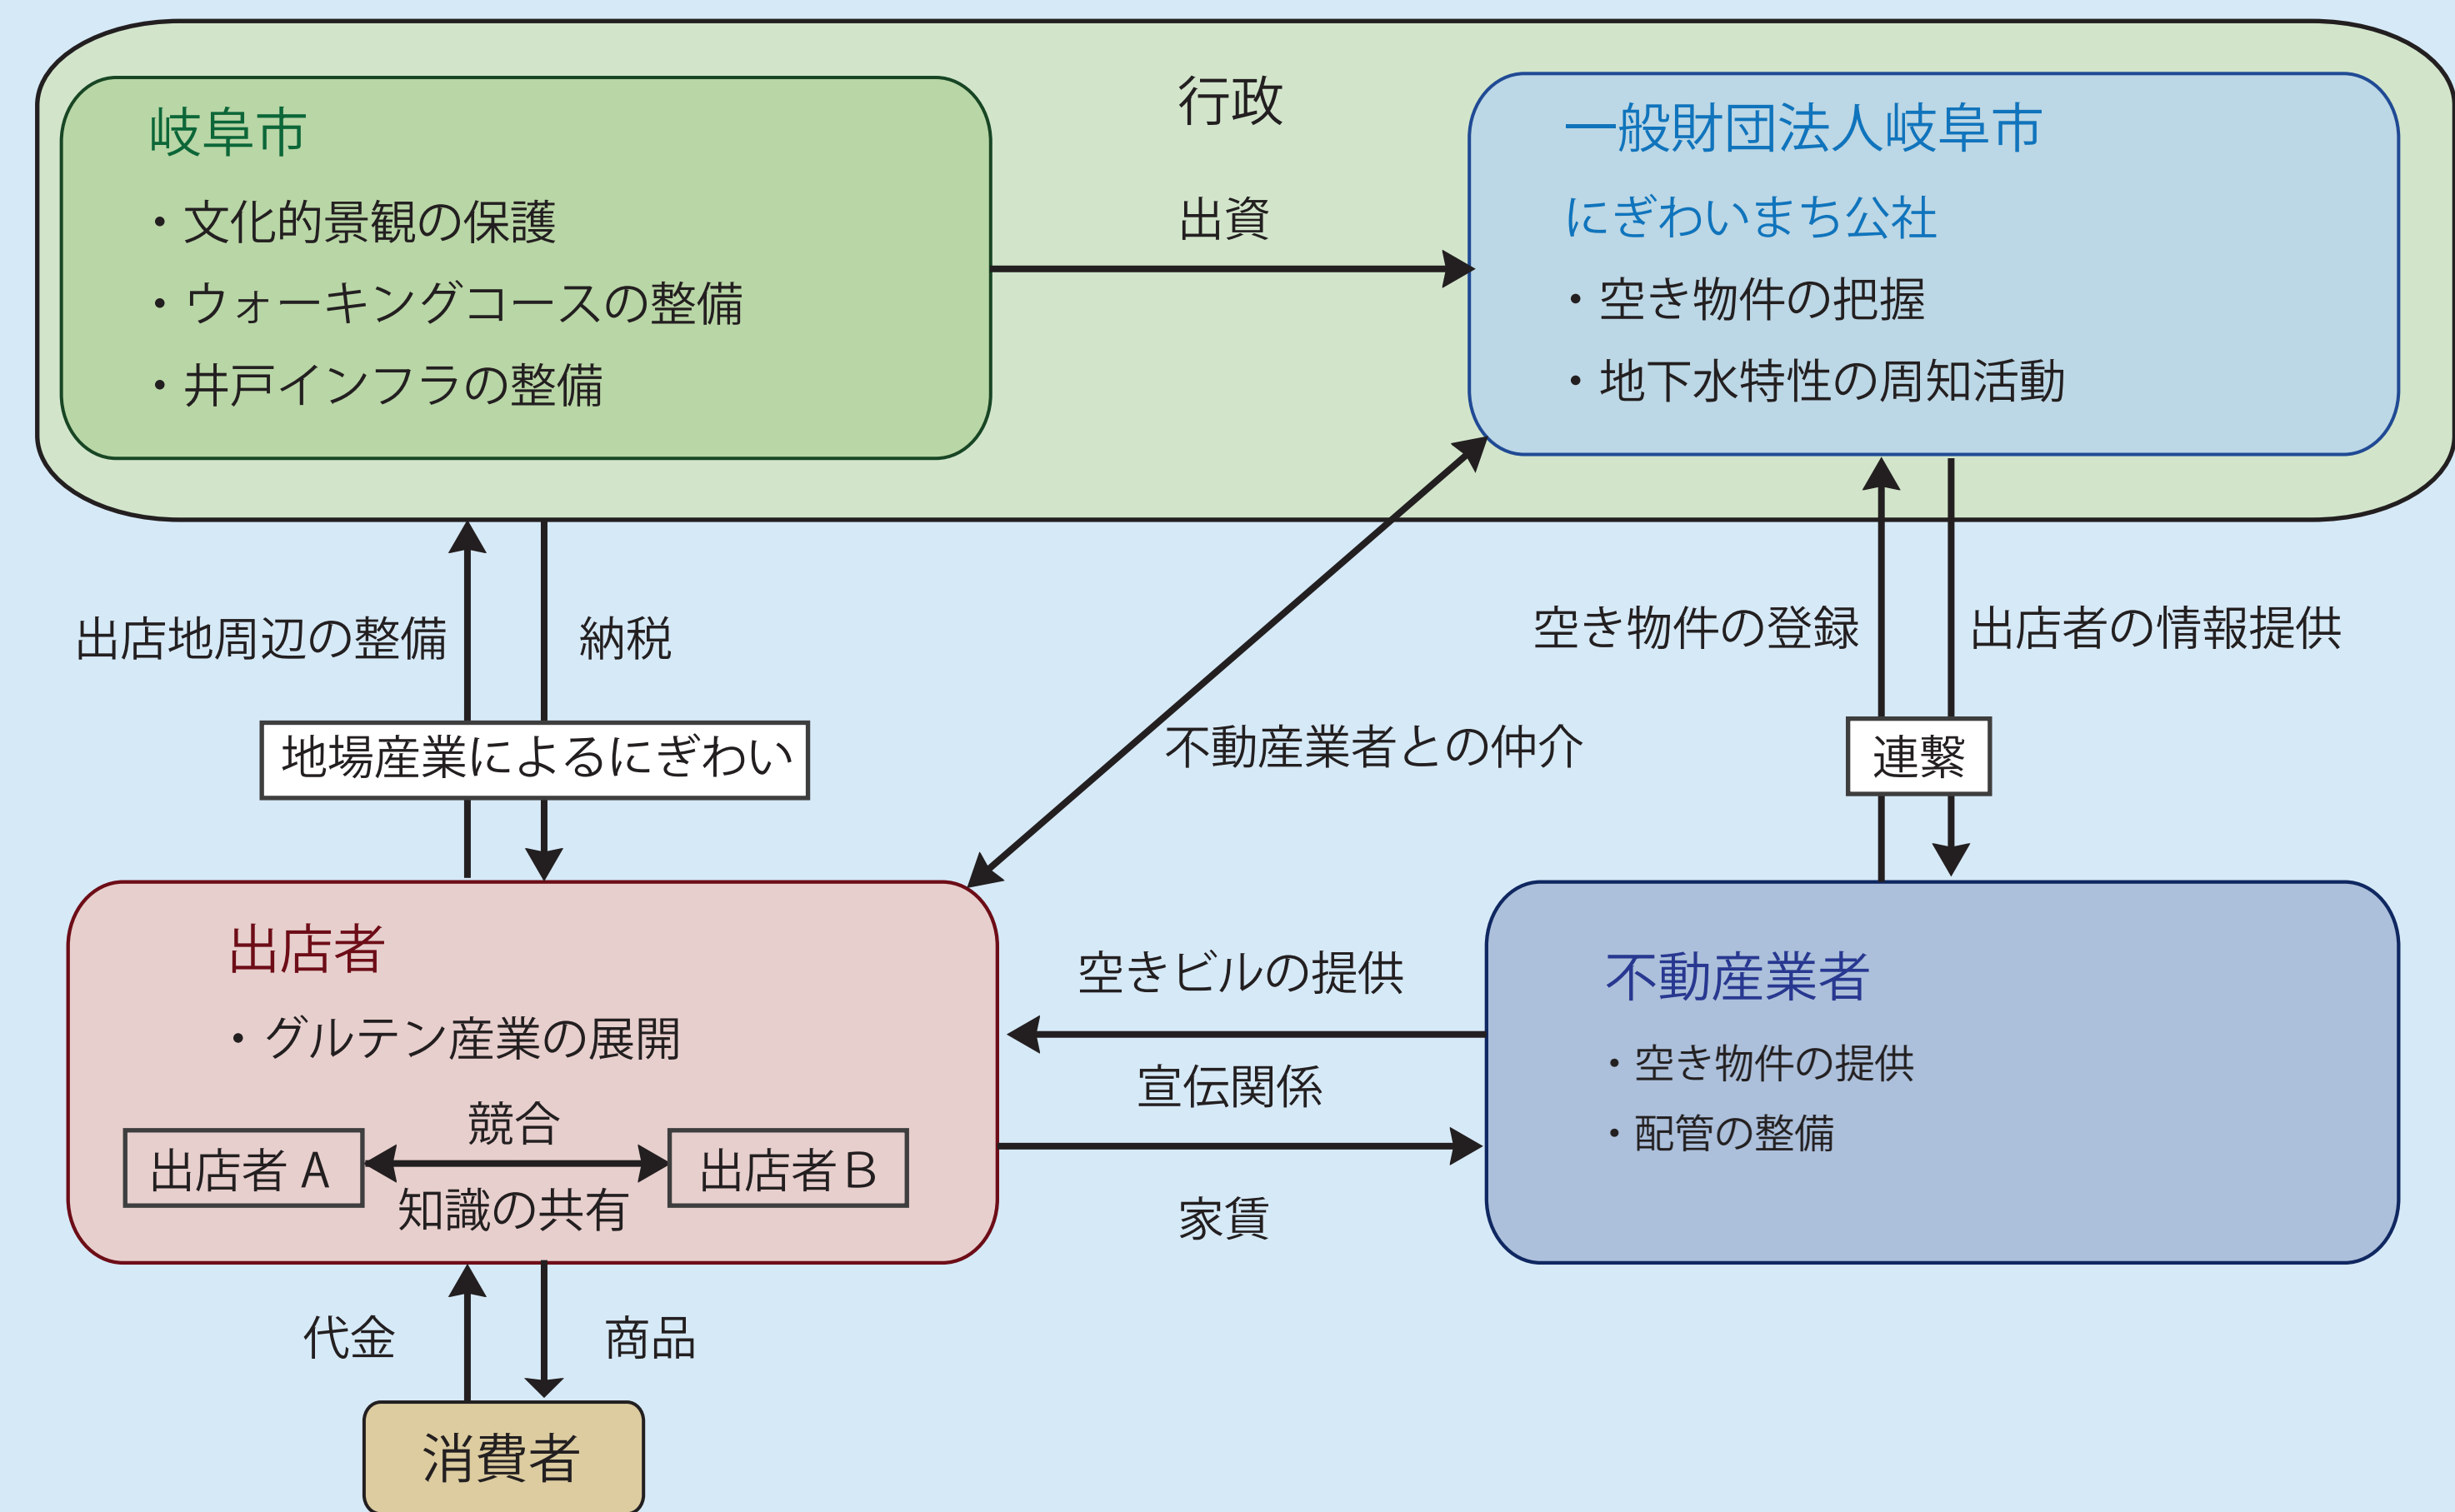 行政
岐阜市
・文化的景観の保護
・ウォーキングコースの整備
・井戸インフラの整備
出資
一般財団法人岐阜市
にぎわいまち公社
・空き物件の把握
・地下水特性の周知活動
出店地周辺の整備
納税
地場産業によるにぎわい
不動産業者との仲介
空き物件の登録
出店者の情報提供
連繋
出店者
・グルテン産業の展開
競合
出店者 A
出店者B
知識の共有
空きビルの提供
宣伝関係
家賃
不動産業者
・空き物件の提供
・配管の整備
代金
商品
消費者